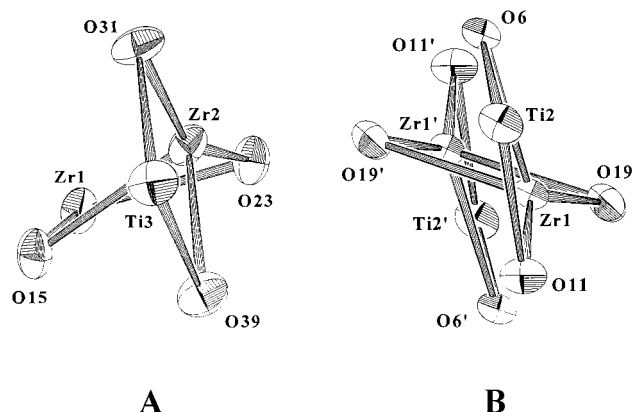 O31
Zr2
Zr1
Ti3
O23
O15
O39
A
O6
O11'
Ti2
Zr1'
O19'
O19
Zr1
Ti2'
O11
O6'
B